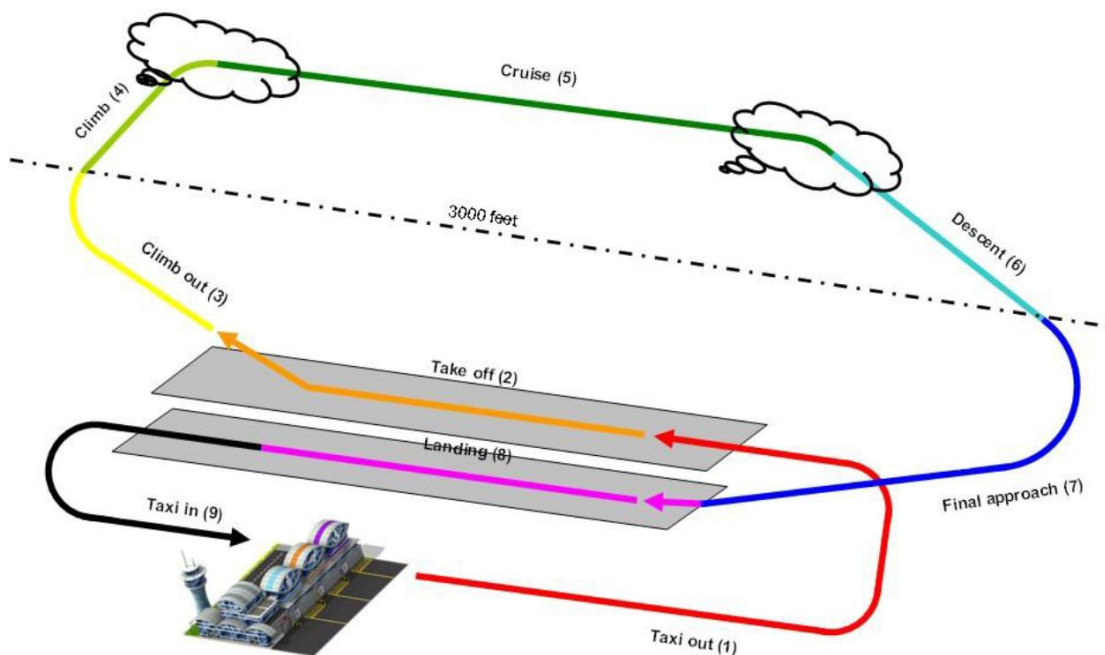 Cruise (5)
Climb (4)
3000 feet
Descent (6)
Climb out (3)
Take off (2)
Landing (8)
Final approach (7)
Taxi in (9)
Taxi out (1)